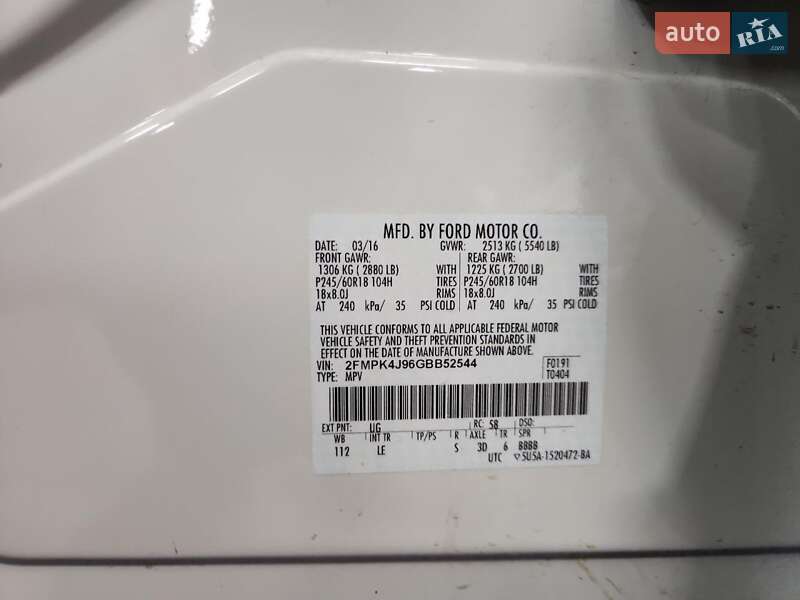 auto RIA .com
MFD. BY FORD MOTOR CO.
DATE: 03/16 GVWR: 2513 KG ( 5540 LB)
FRONT GAWR: REAR GAWR:
1306 KG ( 2880 LB) WITH 1225 KG ( 2700 LB) WITH
P245/60R18 104H TIRES P245/60R18 104H TIRES
18x8.0J RIMS 18x8.0J RIMS
AT 240 kPa/ 35 PSI COLD AT 240 kPa/ 35 PSI COLD
THIS VEHICLE CONFORMS TO ALL APPLICABLE FEDERAL MOTOR
VEHICLE SAFETY AND THEFT PREVENTION STANDARDS IN
EFFECT ON THE DATE OF MANUFACTURE SHOWN ABOVE.
VIN: 2FMPK4J96GBB52544 F0191
TYPE: MPV T0404
EXT PNT: UG RC: 58 DSO:
WB INT TR TP/PS R AXLE TR SPR
112 LE S 3D 6 BBBB
UTC ▽5U5A-1520472-BA